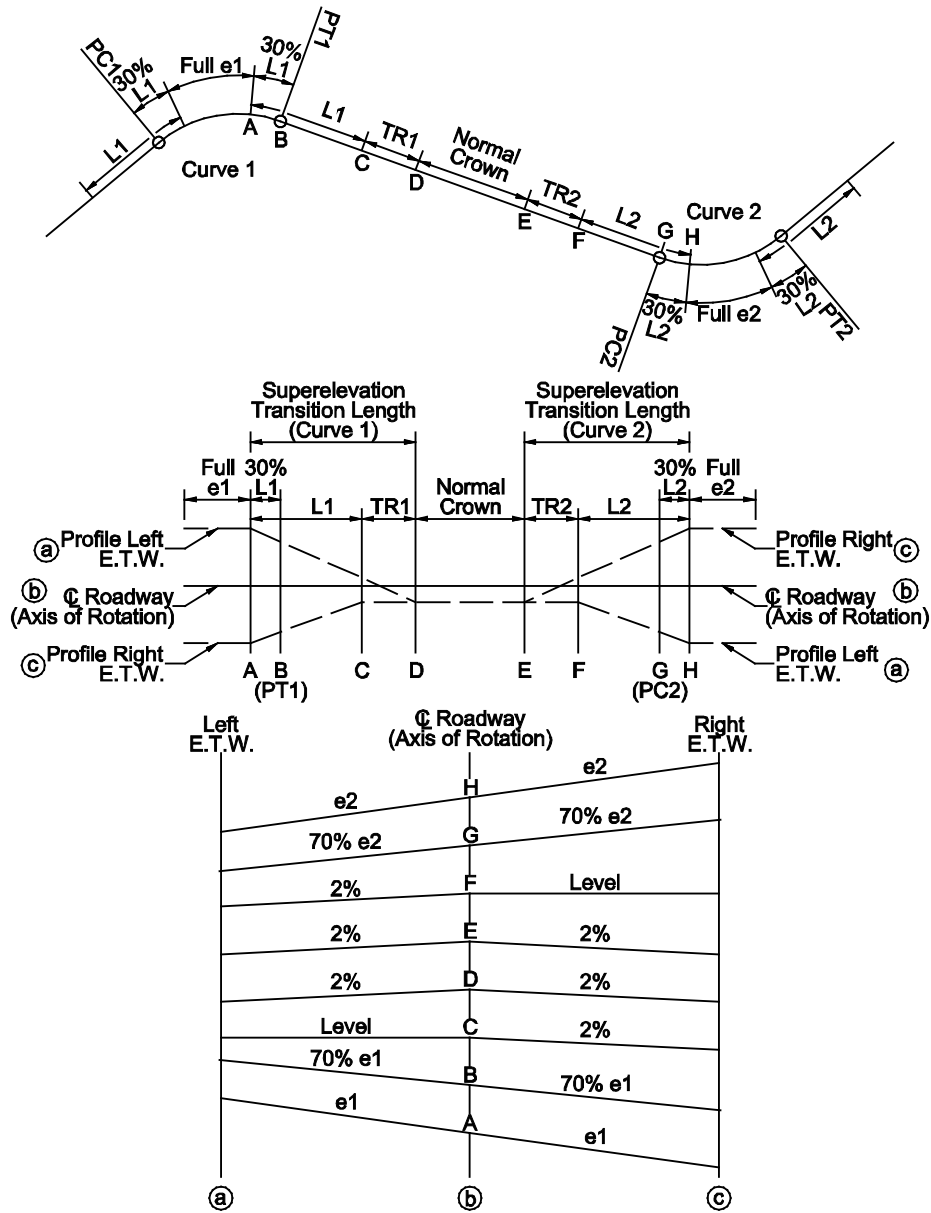 PC1
30%
L1
Full e1
30%
L1
PT1
L1
A
B
Curve 1
L1
C
TR1
D
Normal
Crown
E
TR2
F
L2
G
H
Curve 2
L2
PC2
30%
L2
Full e2
30%
L2
PT2
Superelevation
Transition Length
(Curve 1)
Superelevation
Transition Length
(Curve 2)
Full
e1
30%
L1
L1
TR1
Normal
Crown
TR2
L2
30%
L2
Full
e2
a Profile Left
E.T.W.
b ℄ Roadway
(Axis of Rotation)
c Profile Right
E.T.W.
Profile Right c
E.T.W.
℄ Roadway b
(Axis of Rotation)
Profile Left a
E.T.W.
A B C D E F G H
(PT1) (PC2)
Left
E.T.W.
℄ Roadway
(Axis of Rotation)
Right
E.T.W.
e2 H e2
70% e2 G 70% e2
2% F Level
2% E 2%
2% D 2%
Level C 2%
70% e1 B 70% e1
e1 A e1
a b c